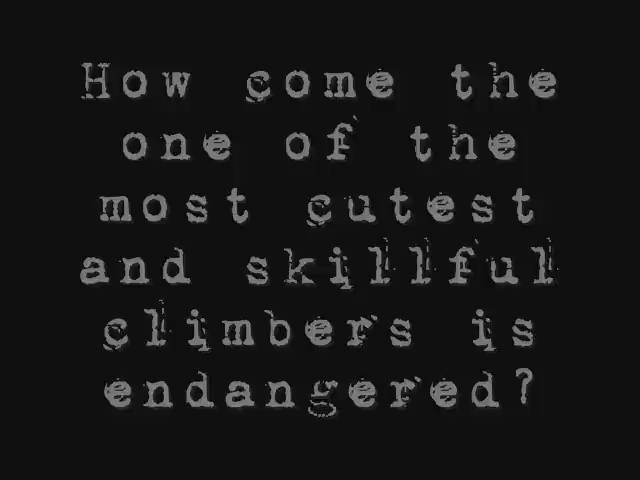 How come the
one of the
most cutest
and skillful
climbers is
endangered?